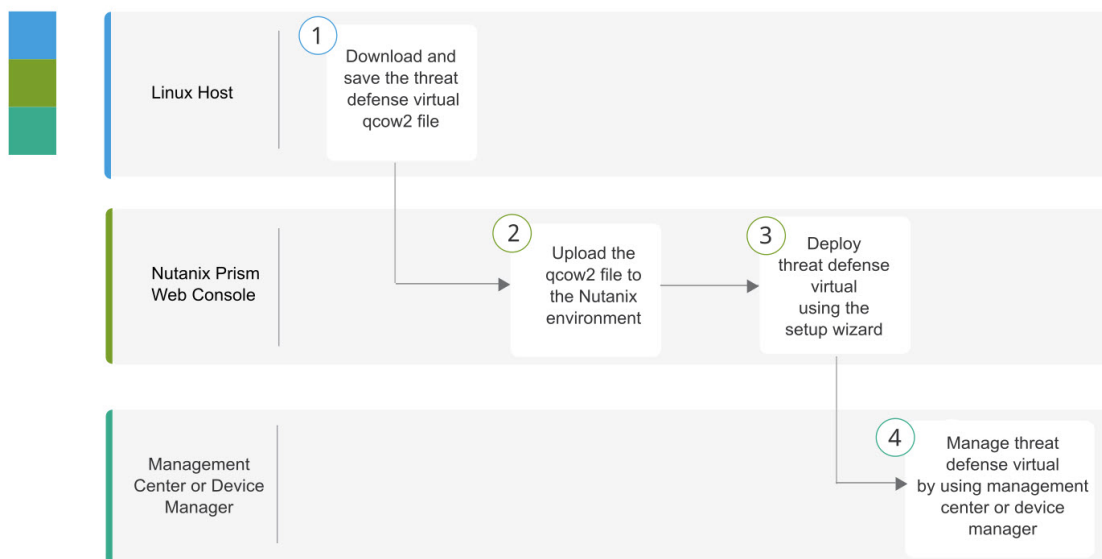 1
Download and
save the threat
defense virtual
qcow2 file
Linux Host
2
Upload the
qcow2 file to
the Nutanix
environment
3
Deploy
threat defense
virtual
using the
setup wizard
Nutanix Prism
Web Console
4
Manage threat
defense virtual
by using management
center or device
manager
Management
Center or Device
Manager